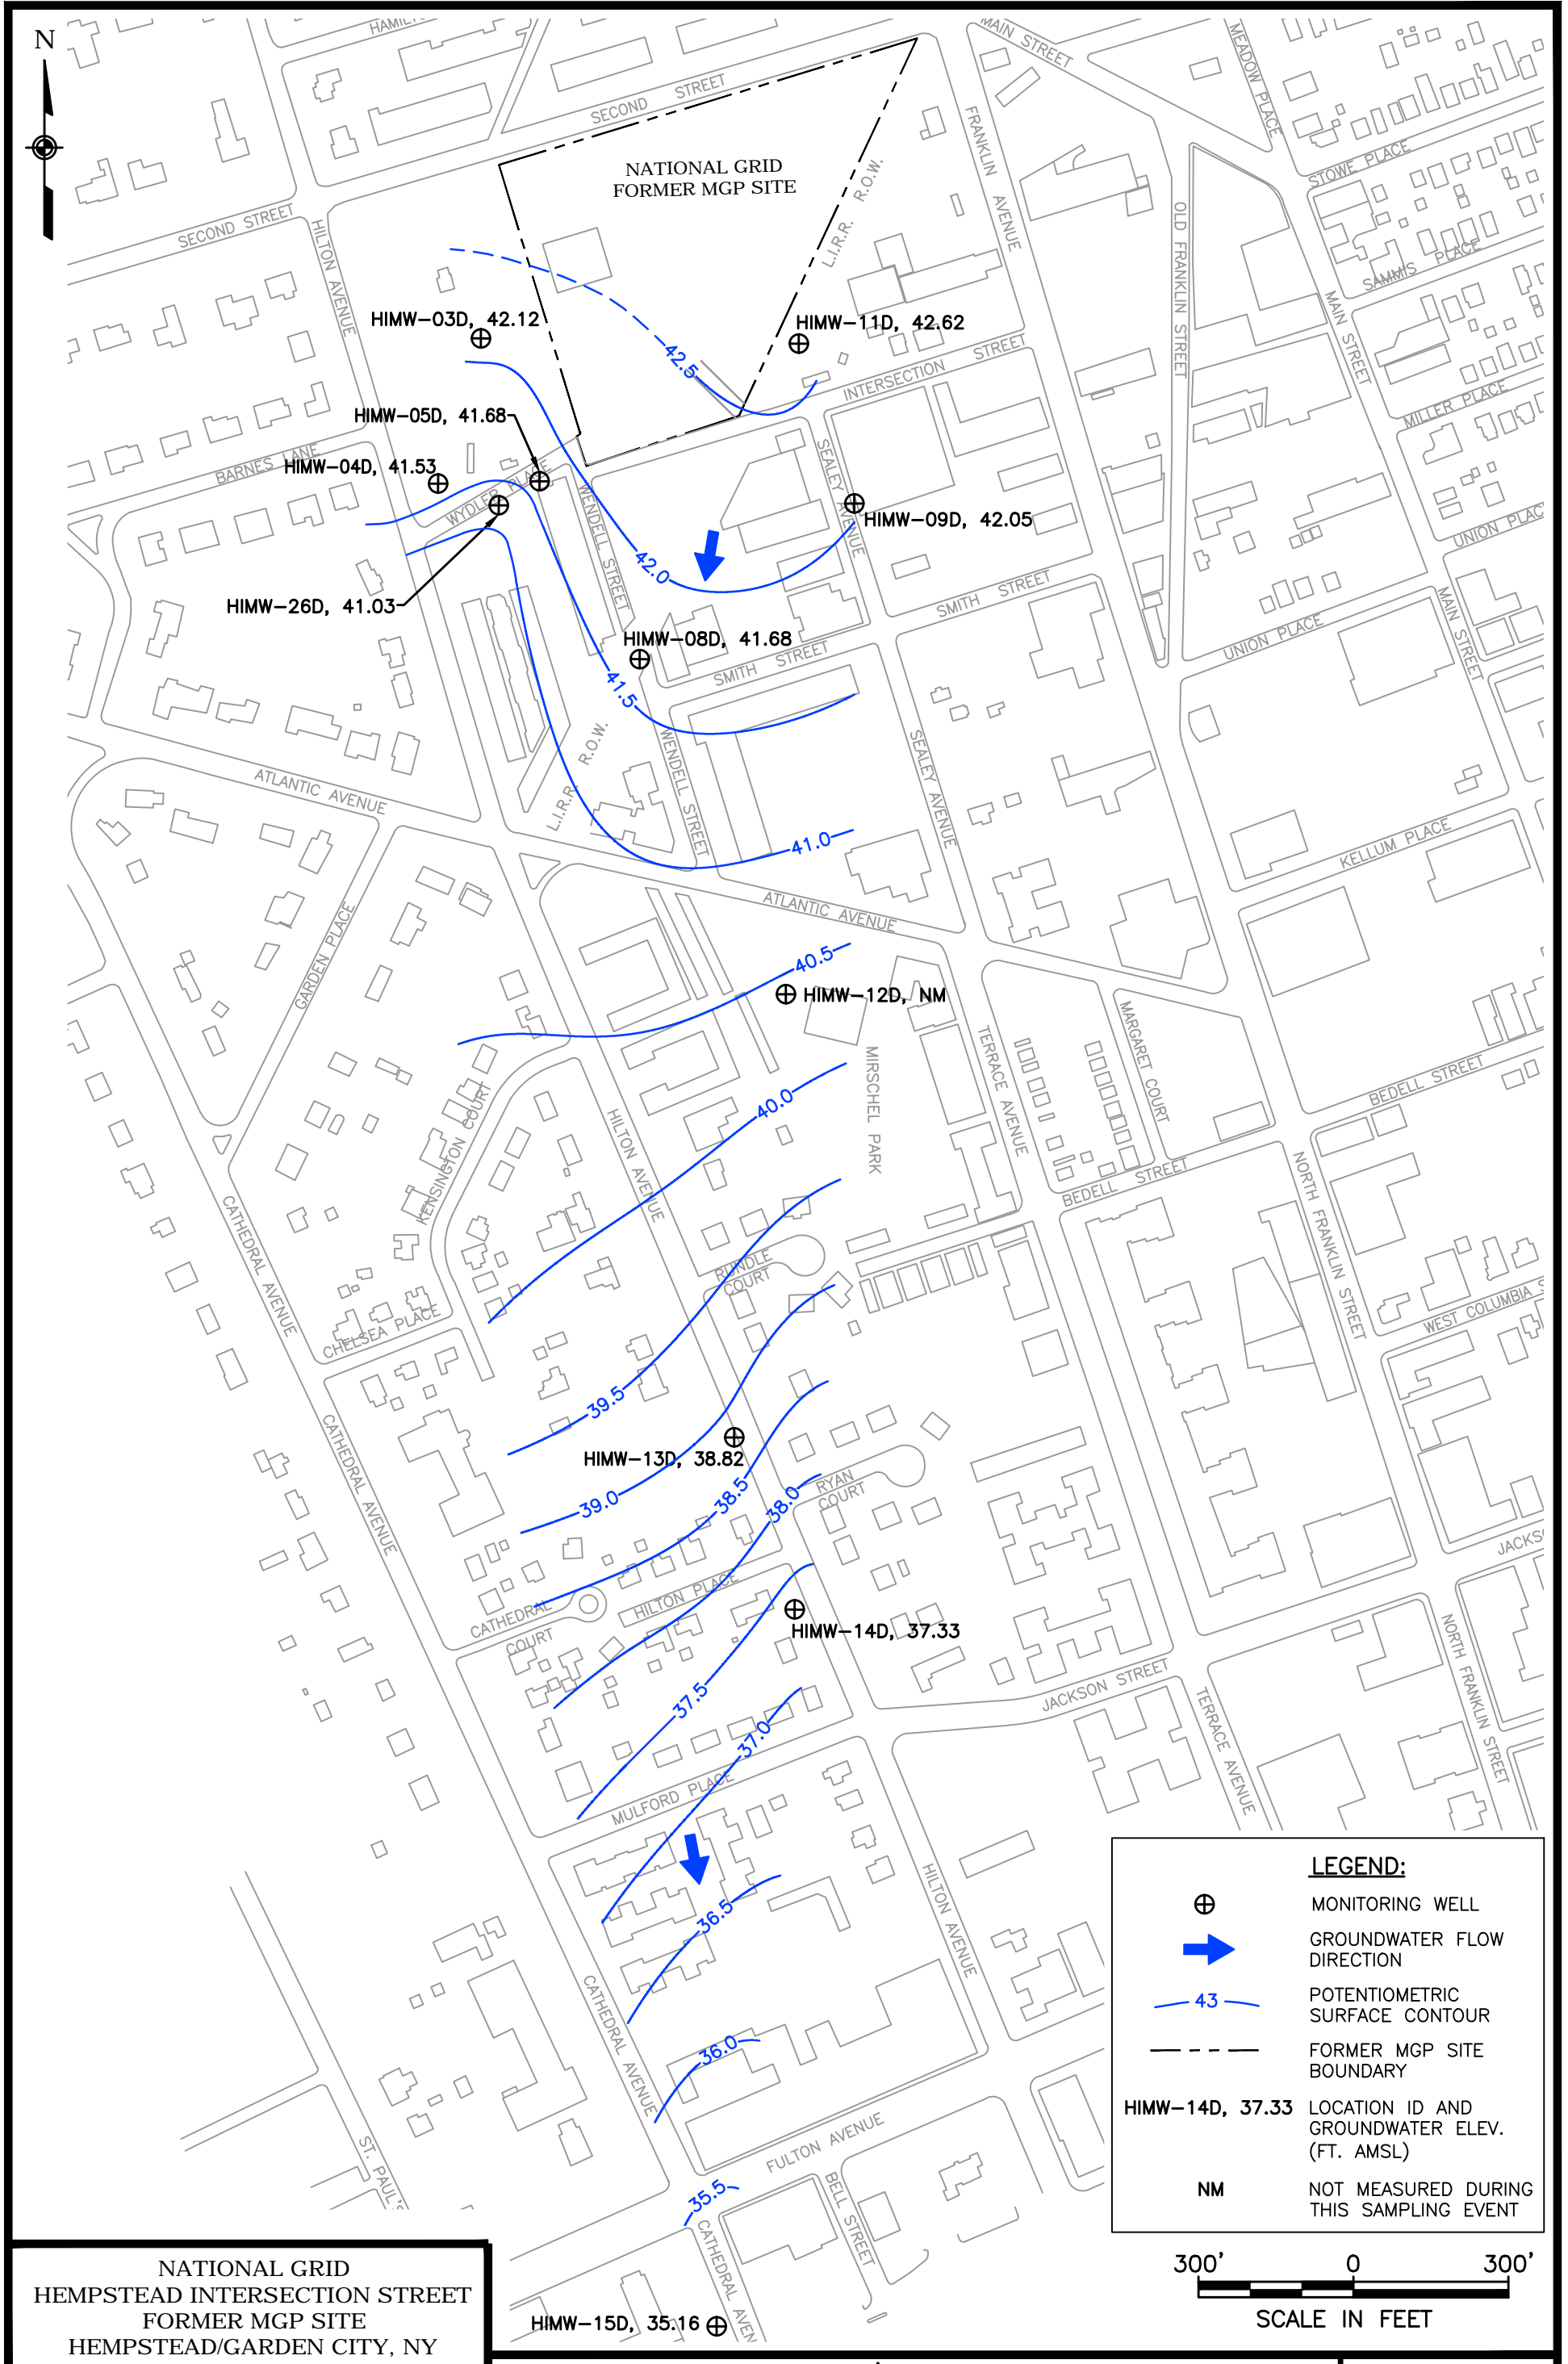 HAMILT
MAIN STREET
MEADOW PLACE
N
SECOND STREET
NATIONAL GRID
FORMER MGP SITE
L.I.R.R. R.O.W.
FRANKLIN AVENUE
STOWE PLACE
SECOND STREET
HILTON AVENUE
OLD FRANKLIN STREET
SAMMIS PLACE
MAIN STREET
HIMW-03D, 42.12
HIMW-11D, 42.62
42.5
INTERSECTION STREET
MILLER PLACE
HIMW-05D, 41.68
BARNES LANE
HIMW-04D, 41.53
WYDLER PLACE
WENDELL STREET
SEALEY AVENUE
HIMW-09D, 42.05
UNION PLAC
42.0
HIMW-26D, 41.03
SMITH STREET
MAIN STREET
UNION PLACE
HIMW-08D, 41.68
SMITH STREET
41.5
L.I.R.R. R.O.W.
WENDELL STREET
SEALEY AVENUE
ATLANTIC AVENUE
41.0
KELLUM PLACE
GARDEN PLACE
ATLANTIC AVENUE
40.5
HIMW-12D, NM
MIRSCHEL PARK
TERRACE AVENUE
MARGARET COURT
BEDELL STREET
40.0
KENSINGTON COURT
HILTON AVENUE
BEDELL STREET
NORTH FRANKLIN STREET
CATHEDRAL AVENUE
RUNDLE
COURT
CHELSEA PLACE
WEST COLUMBIA S
39.5
CATHEDRAL AVENUE
HIMW-13D, 38.82
39.0
38.5
38.0
RYAN
COURT
JACKS
HILTON PLACE
CATHEDRAL
COURT
HIMW-14D, 37.33
NORTH FRANKLIN STREET
JACKSON STREET
37.5
TERRACE AVENUE
37.0
MULFORD PLACE
36.5
HILTON AVENUE
CATHEDRAL AVENUE
36.0
FULTON AVENUE
ST. PAUL'S
35.5
BELL STREET
CATHEDRAL AVEN
HIMW-15D, 35.16
LEGEND:
MONITORING WELL
GROUNDWATER FLOW
DIRECTION
43
POTENTIOMETRIC
SURFACE CONTOUR
FORMER MGP SITE
BOUNDARY
HIMW-14D, 37.33
LOCATION ID AND
GROUNDWATER ELEV.
(FT. AMSL)
NM
NOT MEASURED DURING
THIS SAMPLING EVENT
300' 0 300'
SCALE IN FEET
NATIONAL GRID
HEMPSTEAD INTERSECTION STREET
FORMER MGP SITE
HEMPSTEAD/GARDEN CITY, NY